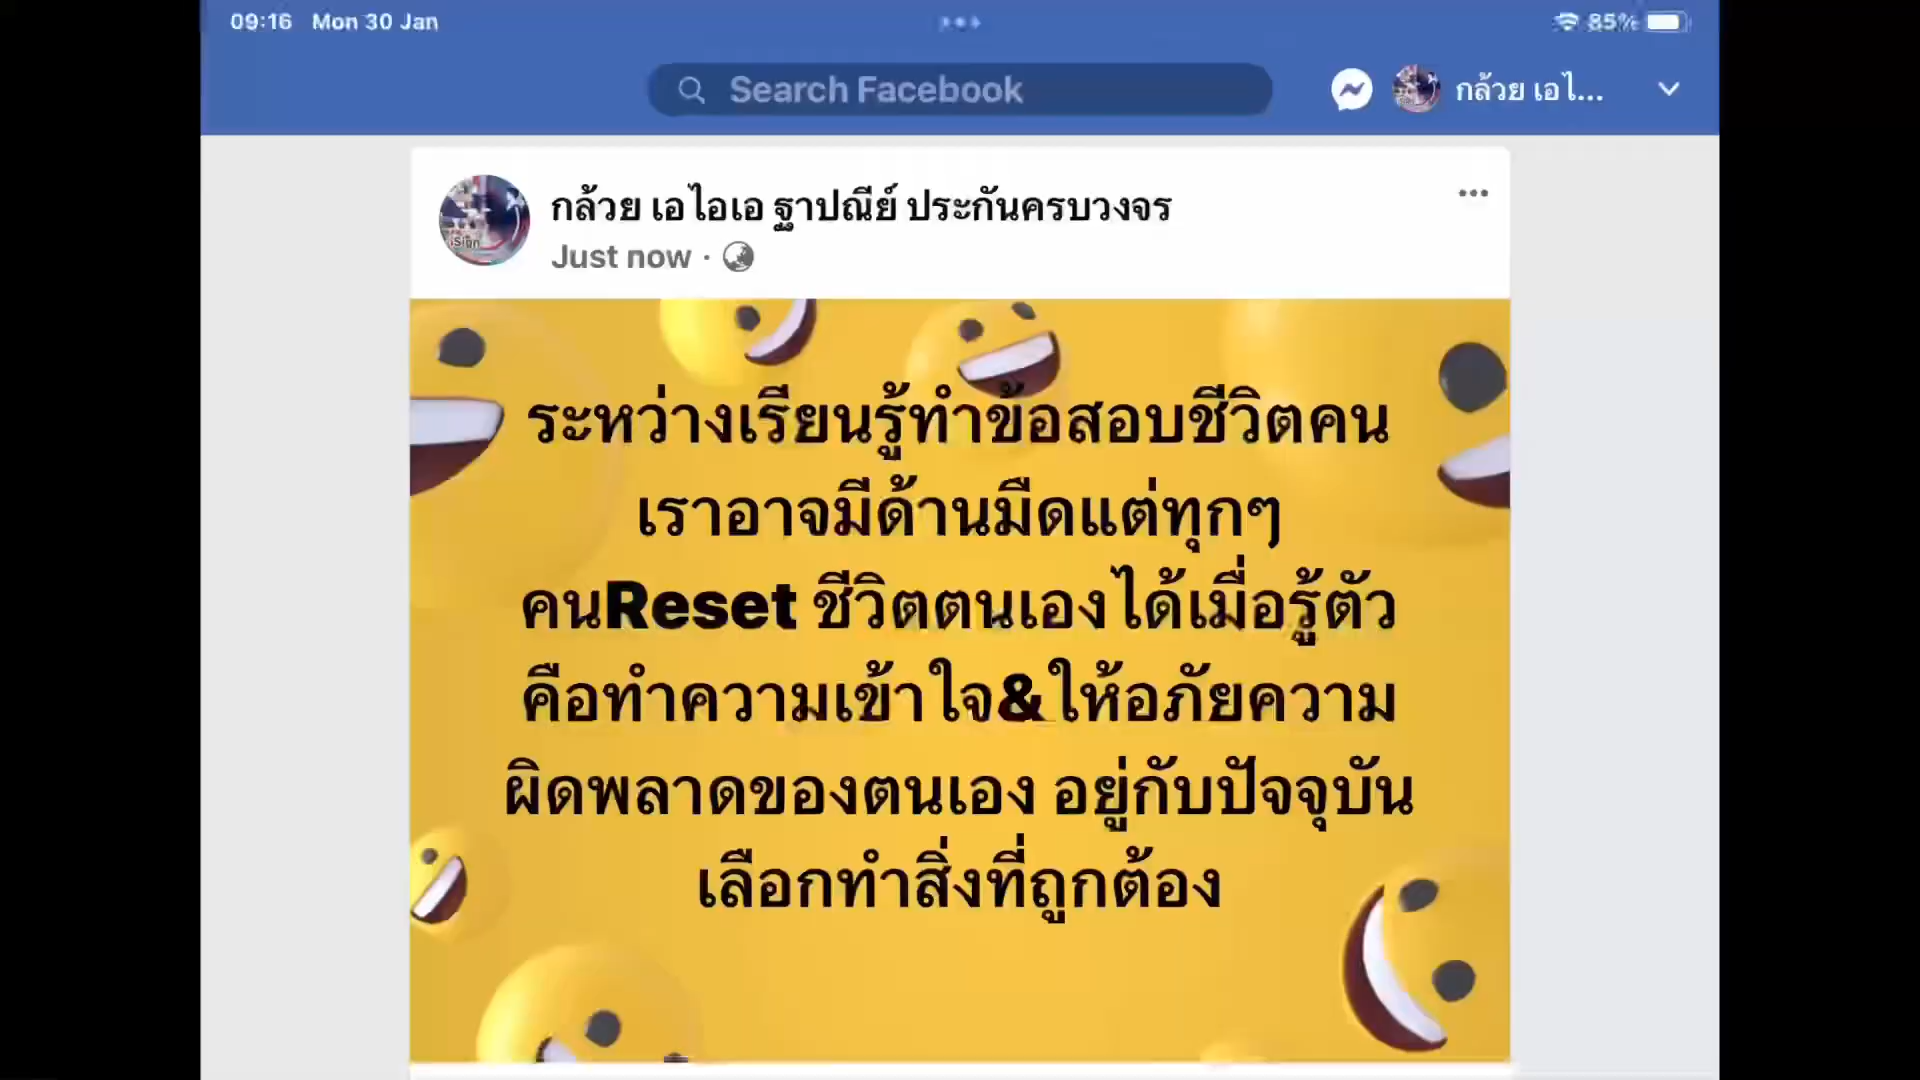 09:16 Mon 30 Jan
85%
Search Facebook
กล้วย เอไ...
กล้วย เอไอเอ ฐาปณีย์ ประกันครบวงจร
Just now ·
ระหว่างเรียนรู้ทำข้อสอบชีวิตคน
เราอาจมีด้านมืดแต่ทุกๆ
คนReset ชีวิตตนเองได้เมื่อรู้ตัว
คือทำความเข้าใจ&ให้อภัยความ
ผิดพลาดของตนเอง อยู่กับปัจจุบัน
เลือกทำสิ่งที่ถูกต้อง